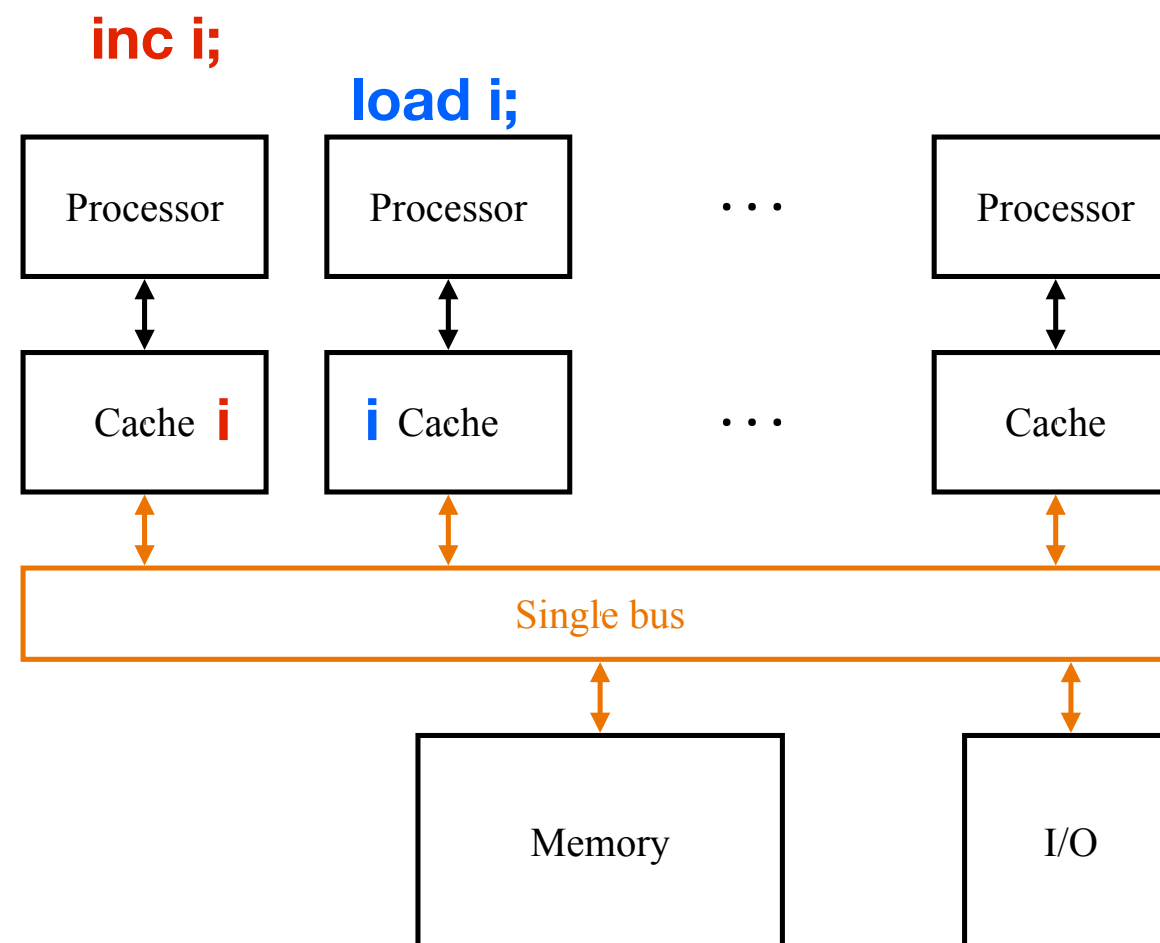 inc i;
load i;
Processor Processor . . . Processor
Cache i i Cache . . . Cache
Single bus
Memory I/O